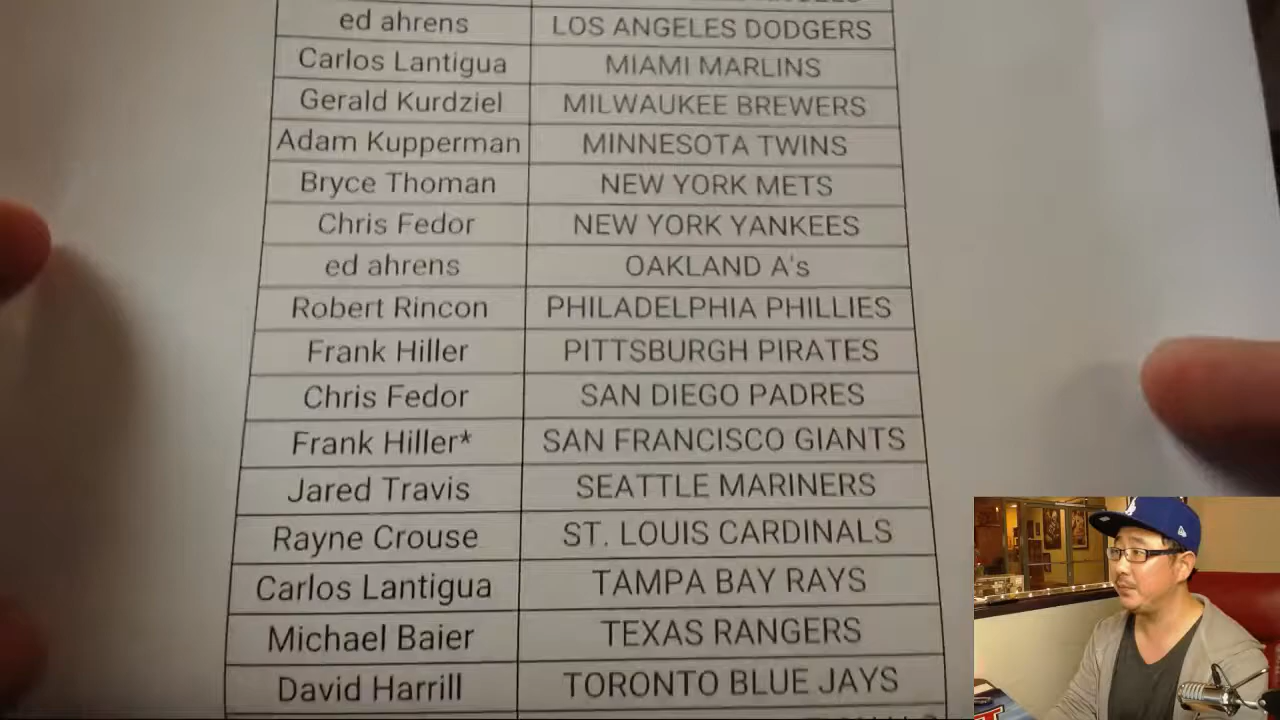 ed ahrens LOS ANGELES DODGERS
Carlos Lantigua MIAMI MARLINS
Gerald Kurdziel MILWAUKEE BREWERS
Adam Kupperman MINNESOTA TWINS
Bryce Thoman NEW YORK METS
Chris Fedor NEW YORK YANKEES
ed ahrens OAKLAND A's
Robert Rincon PHILADELPHIA PHILLIES
Frank Hiller PITTSBURGH PIRATES
Chris Fedor SAN DIEGO PADRES
Frank Hiller* SAN FRANCISCO GIANTS
Jared Travis SEATTLE MARINERS
Rayne Crouse ST. LOUIS CARDINALS
Carlos Lantigua TAMPA BAY RAYS
Michael Baier TEXAS RANGERS
David Harrill TORONTO BLUE JAYS